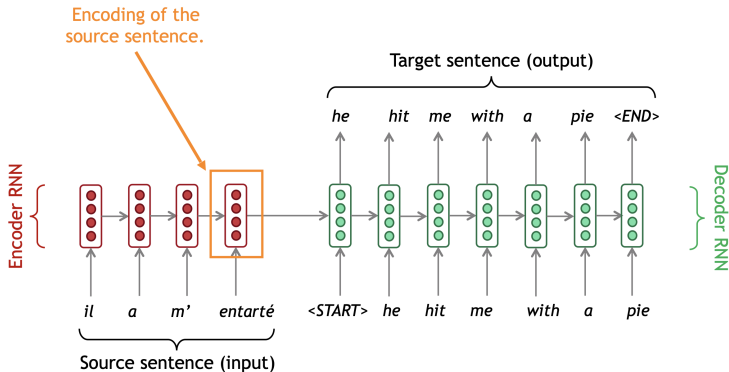 Encoding of the
source sentence.
Target sentence (output)
he hit me with a pie <END>
Encoder RNN
Decoder RNN
il a m’ entarté
<START> he hit me with a pie
Source sentence (input)